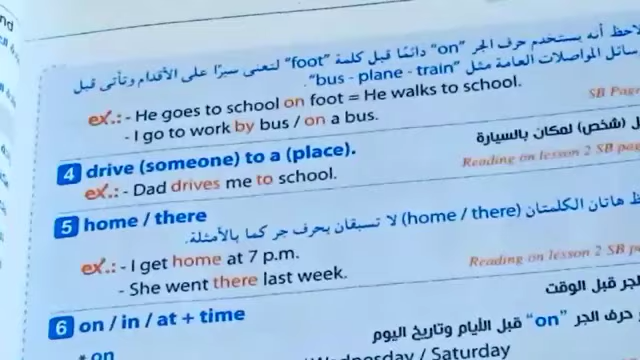 لاحظ أنه يستخدم حرف الجر "on" دائمًا قبل كلمة "foot" لتعنى سيرًا على الأقدام وتأتى قبل
سائل المواصلات العامة مثل "bus - plane - train".
ex.: - He goes to school on foot = He walks to school.
SB Page
- I go to work by bus / on a bus.
4 drive (someone) to a (place).
ل (شخص) لمكان بالسيارة
ex.: - Dad drives me to school.
Reading on lesson 2 SB pag
5 home / there
هاتان الكلمتان (home / there) لا تسبقان بحرف جر كما بالأمثلة.
ex.: - I get home at 7 p.m.
Reading on lesson 2 SB p
- She went there last week.
6 on / in / at + time
الجر قبل الوقت
حرف الجر "on" قبل الأيام وتاريخ اليوم
* on
Wednesday / Saturday